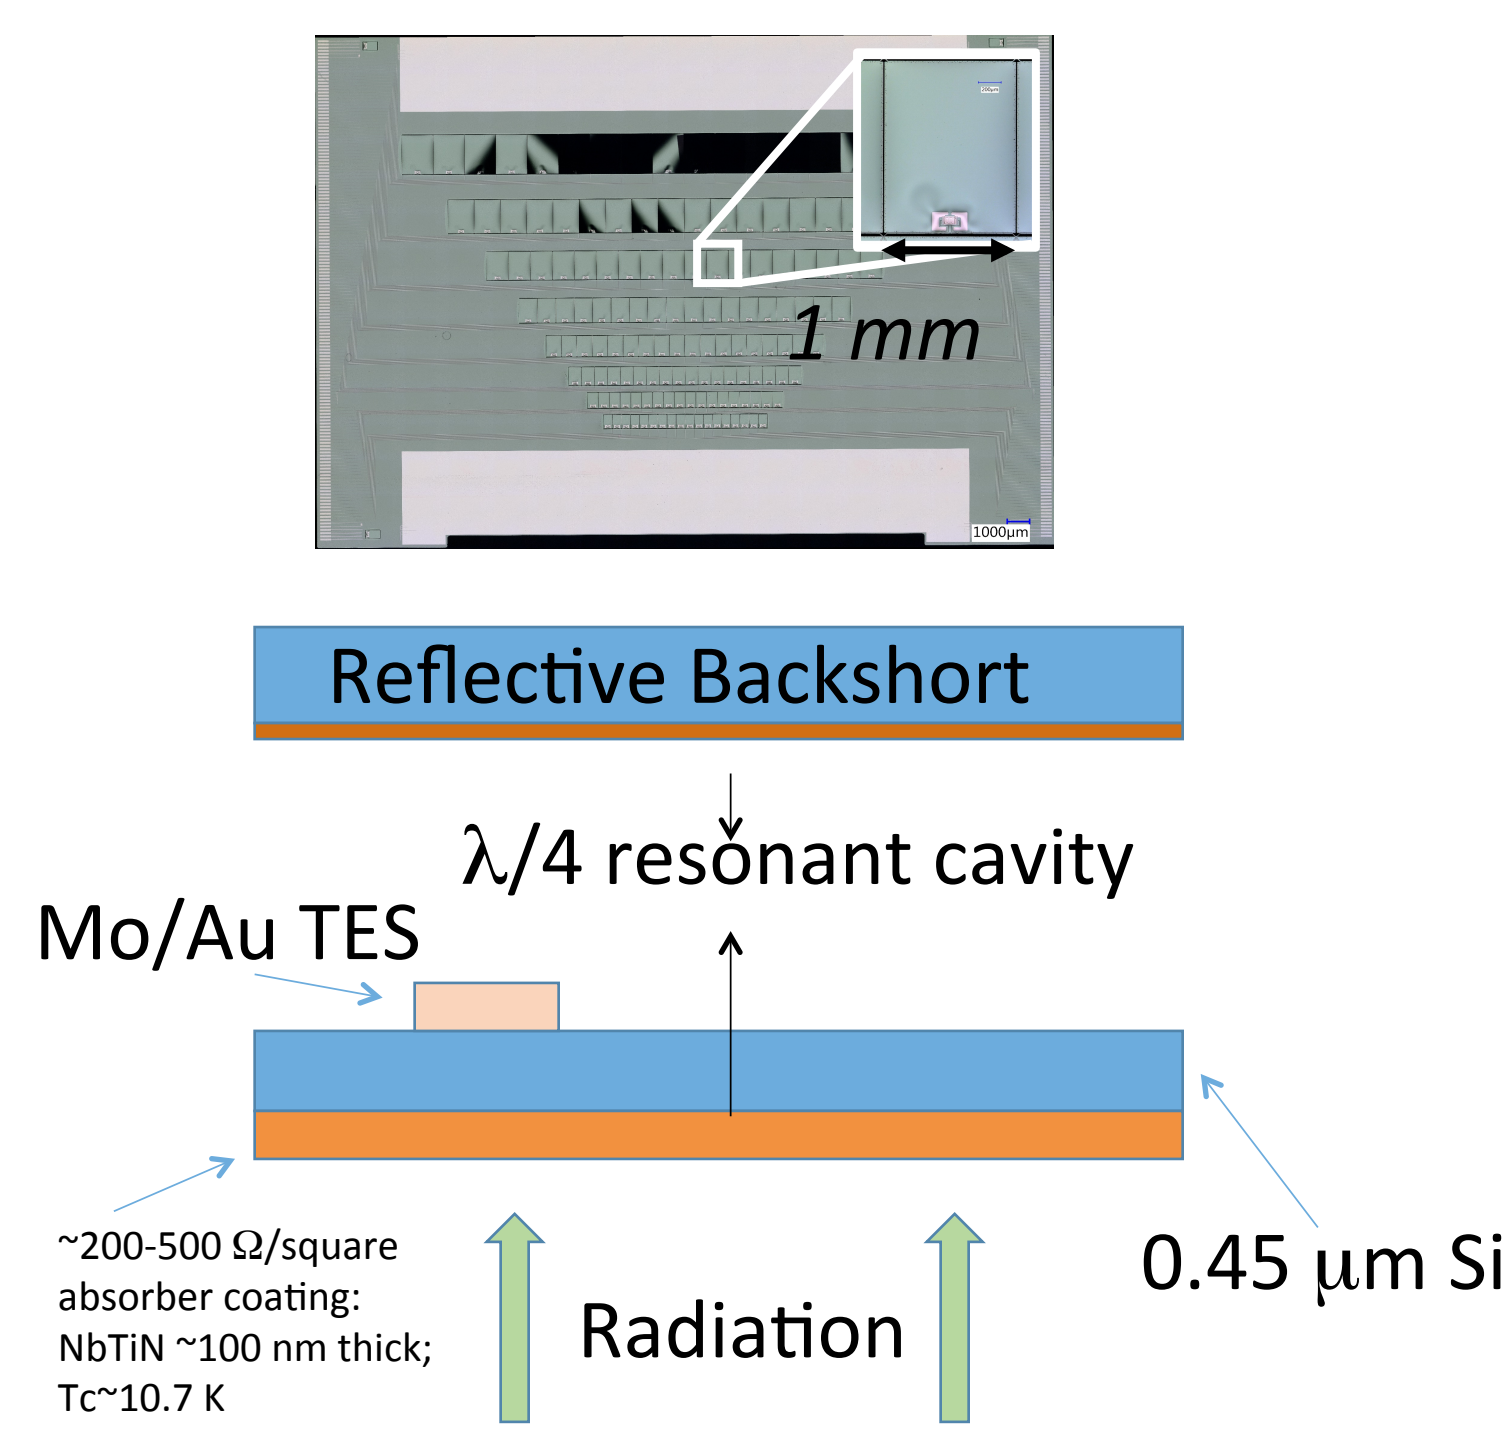 200μm
1 mm
1000μm
Reflective Backshort
λ/4 resonant cavity
Mo/Au TES
~200-500 Ω/square
absorber coating:
NbTiN ~100 nm thick;
Tc~10.7 K
Radiation
0.45 μm Si